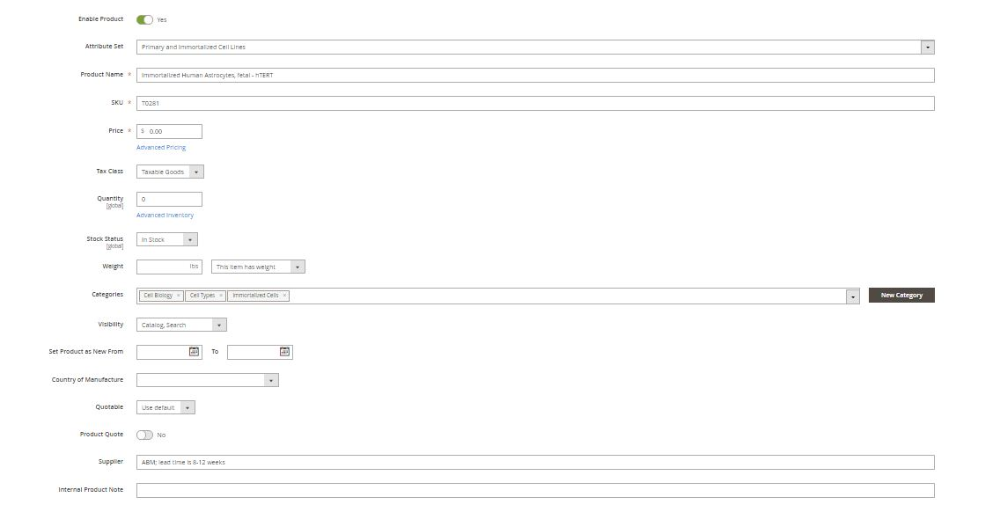 Enable Product Yes
Attribute Set Primary and Immortalized Cell Lines
Product Name * Immortalized Human Astrocytes, fetal - hTERT
SKU * T0281
Price * $ 0.00
Advanced Pricing
Tax Class Taxable Goods
Quantity 0
[global]
Advanced Inventory
Stock Status In Stock
[global]
Weight lbs This item has weight
Categories Cell Biology × Cell Types × Immortalized Cells × New Category
Visibility Catalog, Search
Set Product as New From To
Country of Manufacture
Quotable Use default
Product Quote No
Supplier ABM; lead time is 8-12 weeks
Internal Product Note